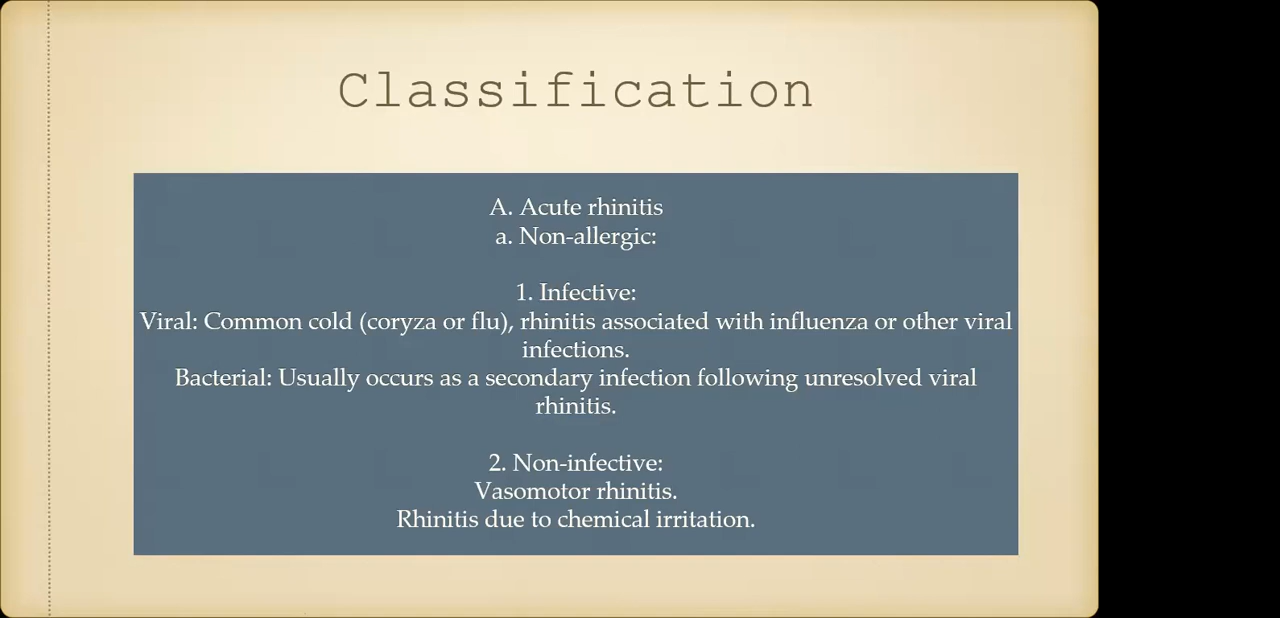 Classification
A. Acute rhinitis
a. Non-allergic:
1. Infective:
Viral: Common cold (coryza or flu), rhinitis associated with influenza or other viral
infections.
Bacterial: Usually occurs as a secondary infection following unresolved viral
rhinitis.
2. Non-infective:
Vasomotor rhinitis.
Rhinitis due to chemical irritation.